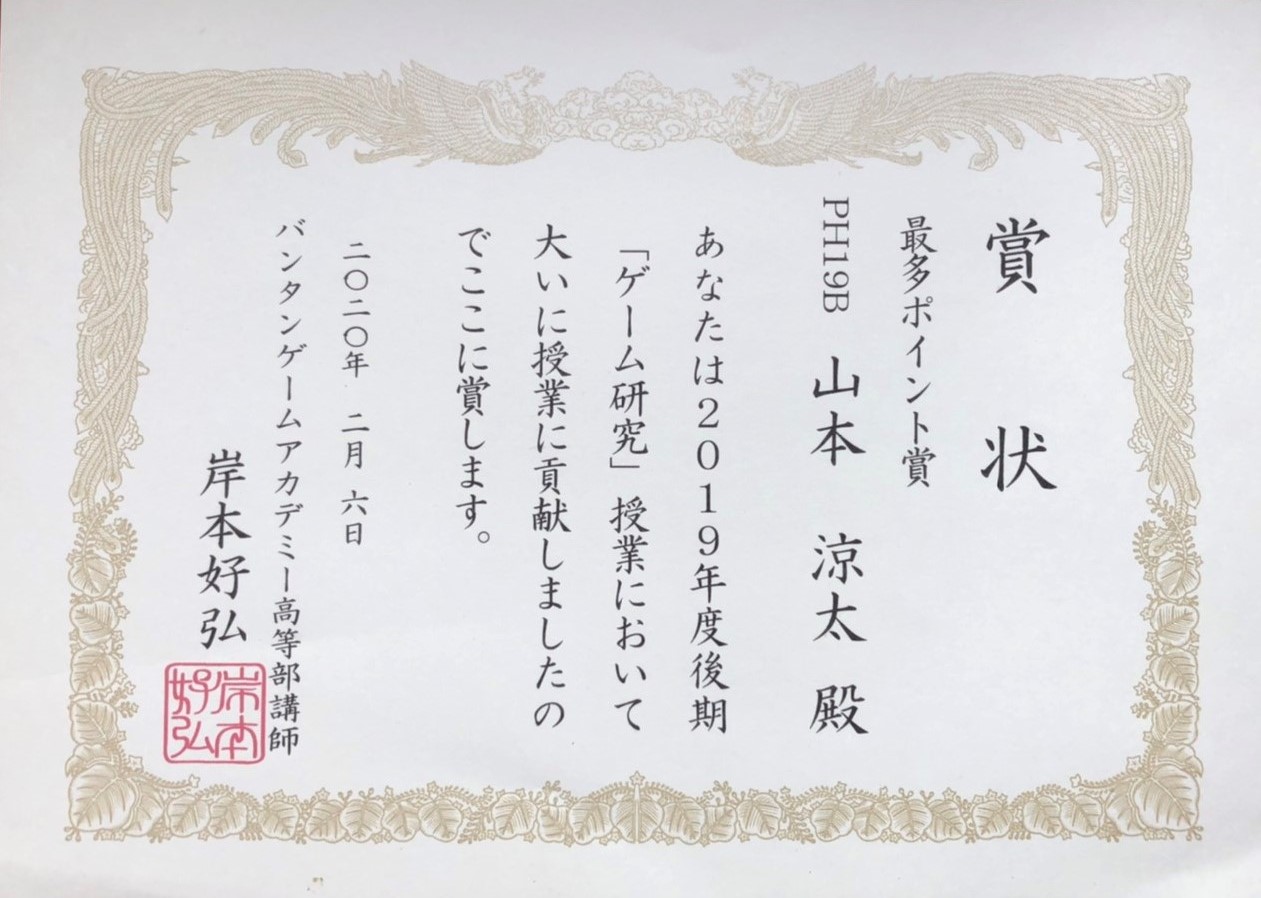 賞状
最多ポイント賞
PH19B 山本 涼太 殿
あなたは2019年度後期
「ゲーム研究」授業において
大いに授業に貢献しましたの
でここに賞します。
二〇二〇年 二月 六日
バンタンゲームアカデミー高等部講師
岸本好弘
岸本
好弘